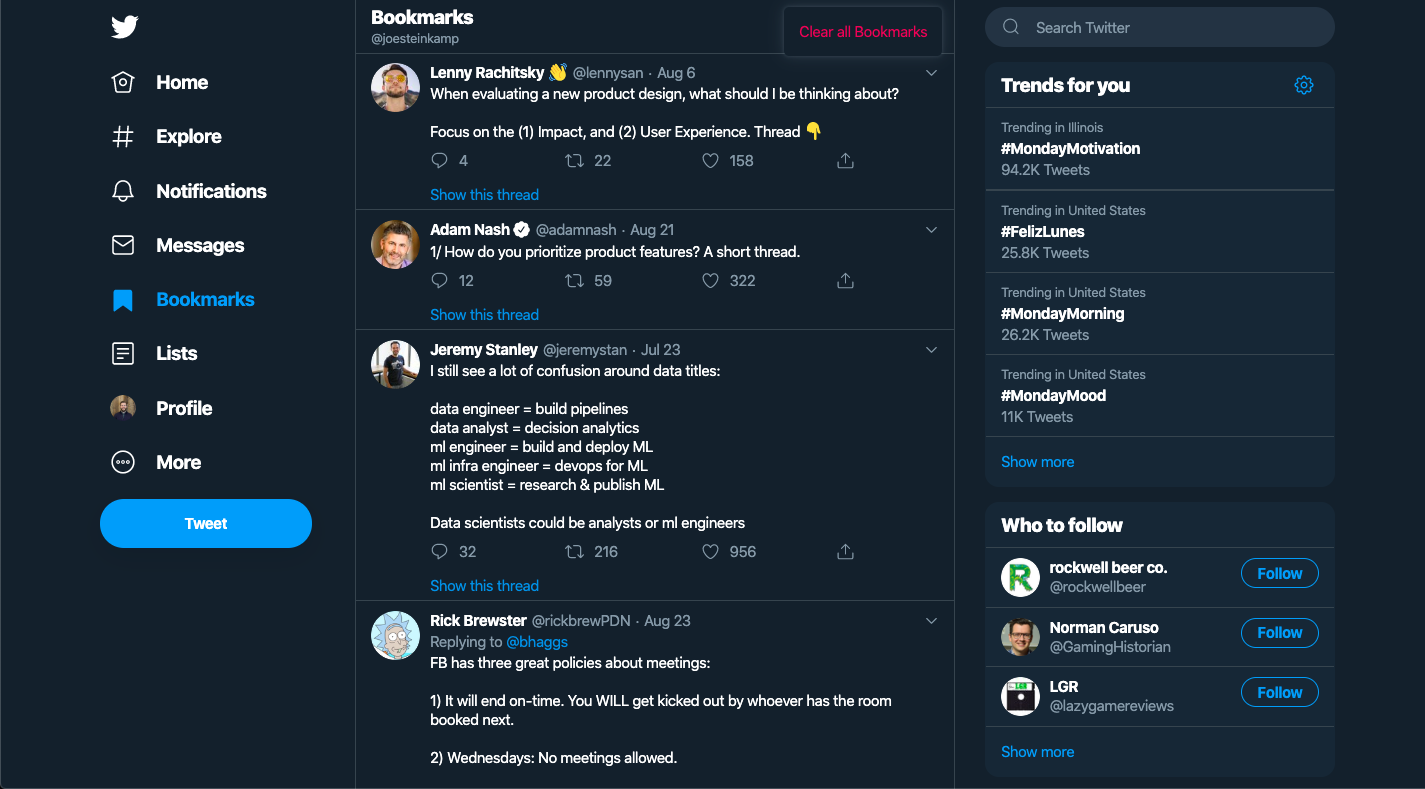 Home
Explore
Notifications
Messages
Bookmarks
Lists
Profile
More
Tweet
Bookmarks
@joesteinkamp
Clear all Bookmarks
Lenny Rachitsky 👋 @lennysan · Aug 6
When evaluating a new product design, what should I be thinking about?
Focus on the (1) Impact, and (2) User Experience. Thread 👇
4 22 158
Show this thread
Adam Nash @adamnash · Aug 21
1/ How do you prioritize product features? A short thread.
12 59 322
Show this thread
Jeremy Stanley @jeremystan · Jul 23
I still see a lot of confusion around data titles:
data engineer = build pipelines
data analyst = decision analytics
ml engineer = build and deploy ML
ml infra engineer = devops for ML
ml scientist = research & publish ML
Data scientists could be analysts or ml engineers
32 216 956
Show this thread
Rick Brewster @rickbrewPDN · Aug 23
Replying to @bhaggs
FB has three great policies about meetings:
1) It will end on-time. You WILL get kicked out by whoever has the room
booked next.
2) Wednesdays: No meetings allowed.
Search Twitter
Trends for you
Trending in Illinois
#MondayMotivation
94.2K Tweets
Trending in United States
#FelizLunes
25.8K Tweets
Trending in United States
#MondayMorning
26.2K Tweets
Trending in United States
#MondayMood
11K Tweets
Show more
Who to follow
rockwell beer co.
@rockwellbeer
Follow
Norman Caruso
@GamingHistorian
Follow
LGR
@lazygamereviews
Follow
Show more